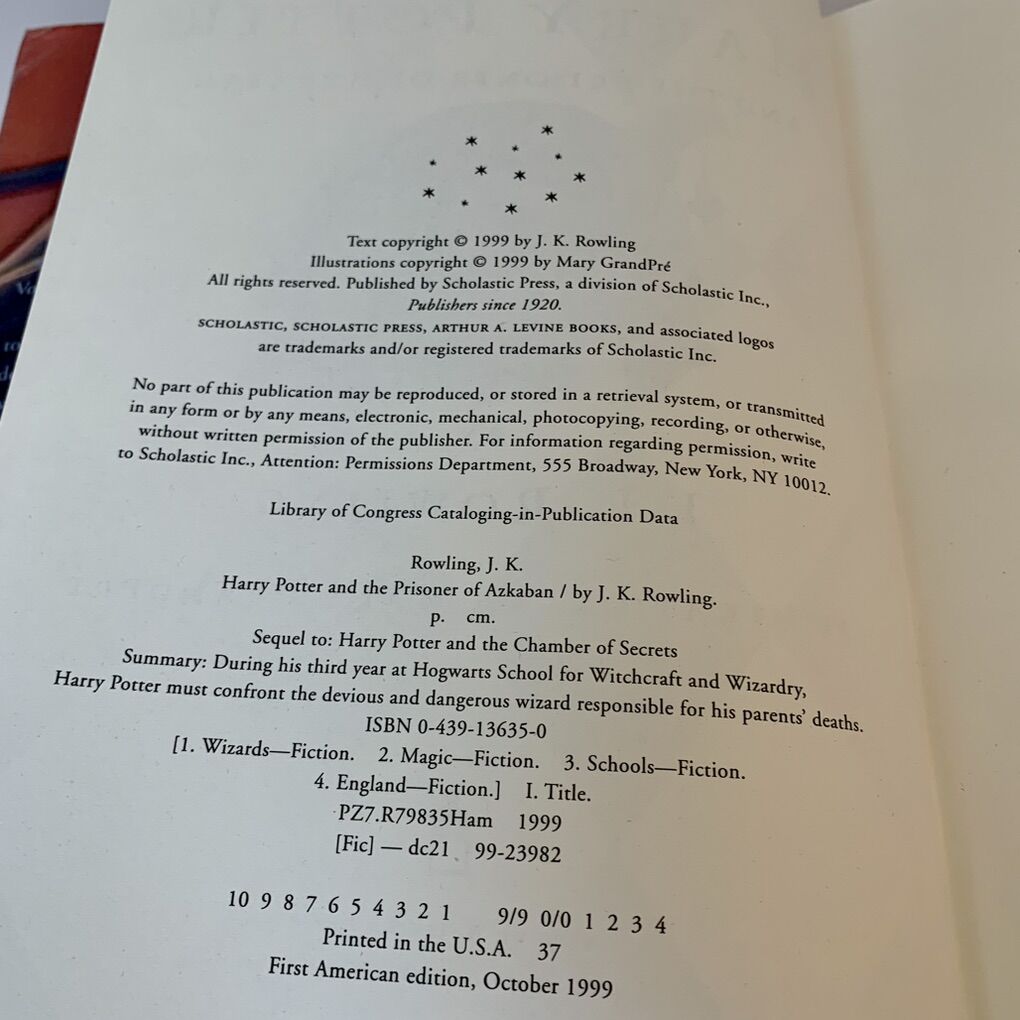 Text copyright © 1999 by J. K. Rowling
Illustrations copyright © 1999 by Mary GrandPré
All rights reserved. Published by Scholastic Press, a division of Scholastic Inc.,
Publishers since 1920.
SCHOLASTIC, SCHOLASTIC PRESS, ARTHUR A. LEVINE BOOKS, and associated logos
are trademarks and/or registered trademarks of Scholastic Inc.
No part of this publication may be reproduced, or stored in a retrieval system, or transmitted
in any form or by any means, electronic, mechanical, photocopying, recording, or otherwise,
without written permission of the publisher. For information regarding permission, write
to Scholastic Inc., Attention: Permissions Department, 555 Broadway, New York, NY 10012.
Library of Congress Cataloging-in-Publication Data
Rowling, J. K.
Harry Potter and the Prisoner of Azkaban / by J. K. Rowling.
p. cm.
Sequel to: Harry Potter and the Chamber of Secrets
Summary: During his third year at Hogwarts School for Witchcraft and Wizardry,
Harry Potter must confront the devious and dangerous wizard responsible for his parents’ deaths.
ISBN 0-439-13635-0
[1. Wizards—Fiction. 2. Magic—Fiction. 3. Schools—Fiction.
4. England—Fiction.] I. Title.
PZ7.R79835Ham 1999
[Fic] — dc21 99-23982
10 9 8 7 6 5 4 3 2 1 9/9 0/0 1 2 3 4
Printed in the U.S.A. 37
First American edition, October 1999